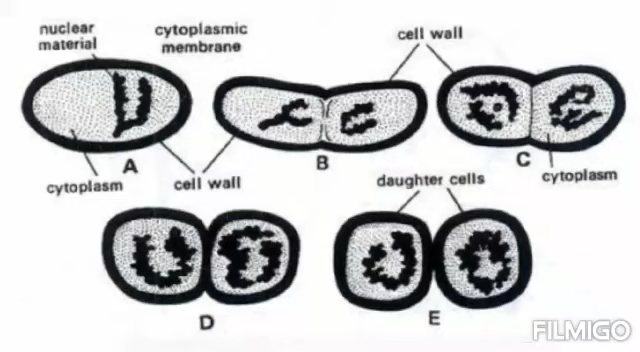 nuclear
material
cytoplasmic
membrane
cell wall
A
B
C
cytoplasm
cell wall
cytoplasm
daughter cells
D
E
FILMIGO